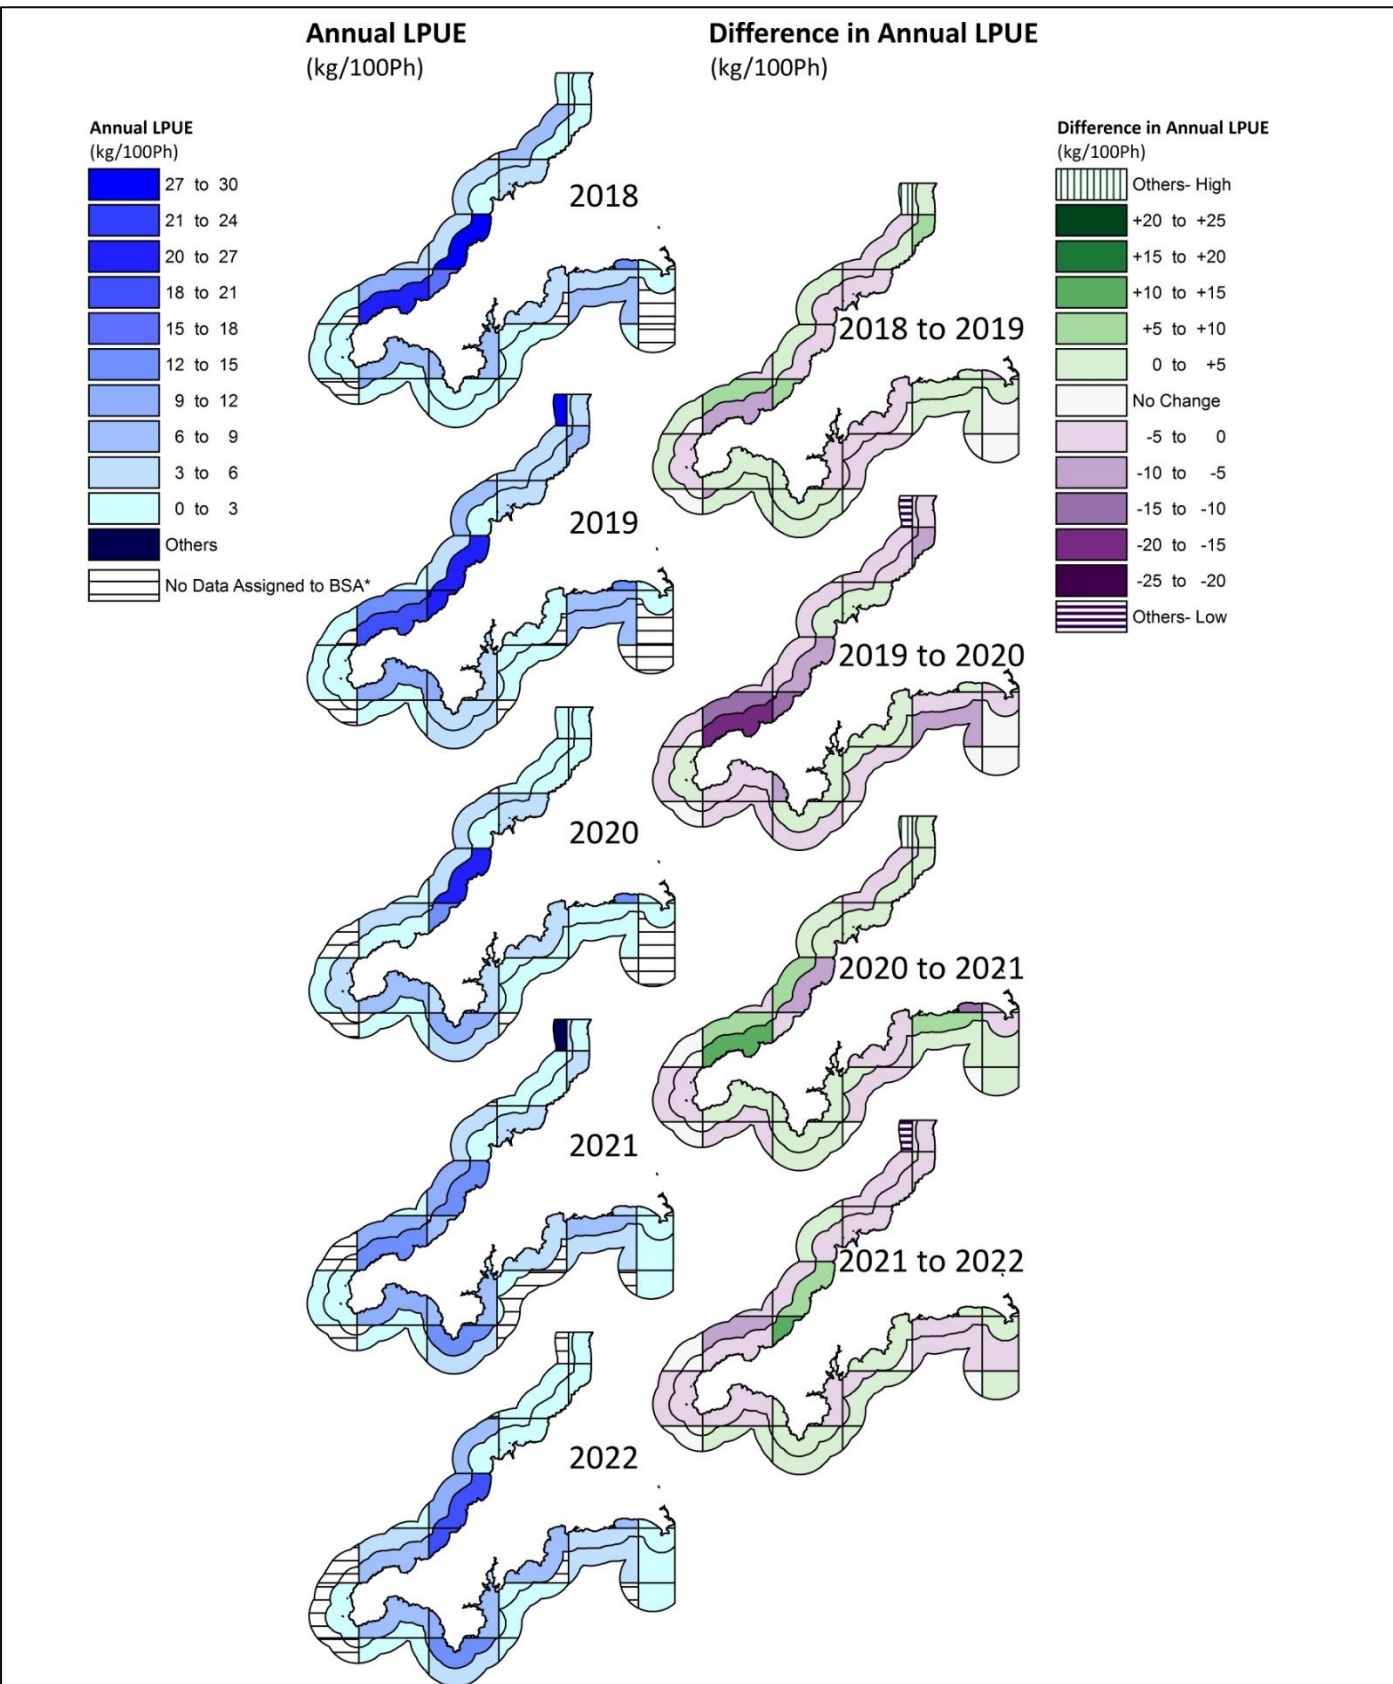 Annual LPUE
(kg/100Ph)
Difference in Annual LPUE
(kg/100Ph)
Annual LPUE
(kg/100Ph)
27 to 30
21 to 24
20 to 27
18 to 21
15 to 18
12 to 15
9 to 12
6 to 9
3 to 6
0 to 3
Others
No Data Assigned to BSA*
2018
2019
2020
2021
2022
2018 to 2019
2019 to 2020
2020 to 2021
2021 to 2022
Difference in Annual LPUE
(kg/100Ph)
Others- High
+20 to +25
+15 to +20
+10 to +15
+5 to +10
0 to +5
No Change
-5 to 0
-10 to -5
-15 to -10
-20 to -15
-25 to -20
Others- Low